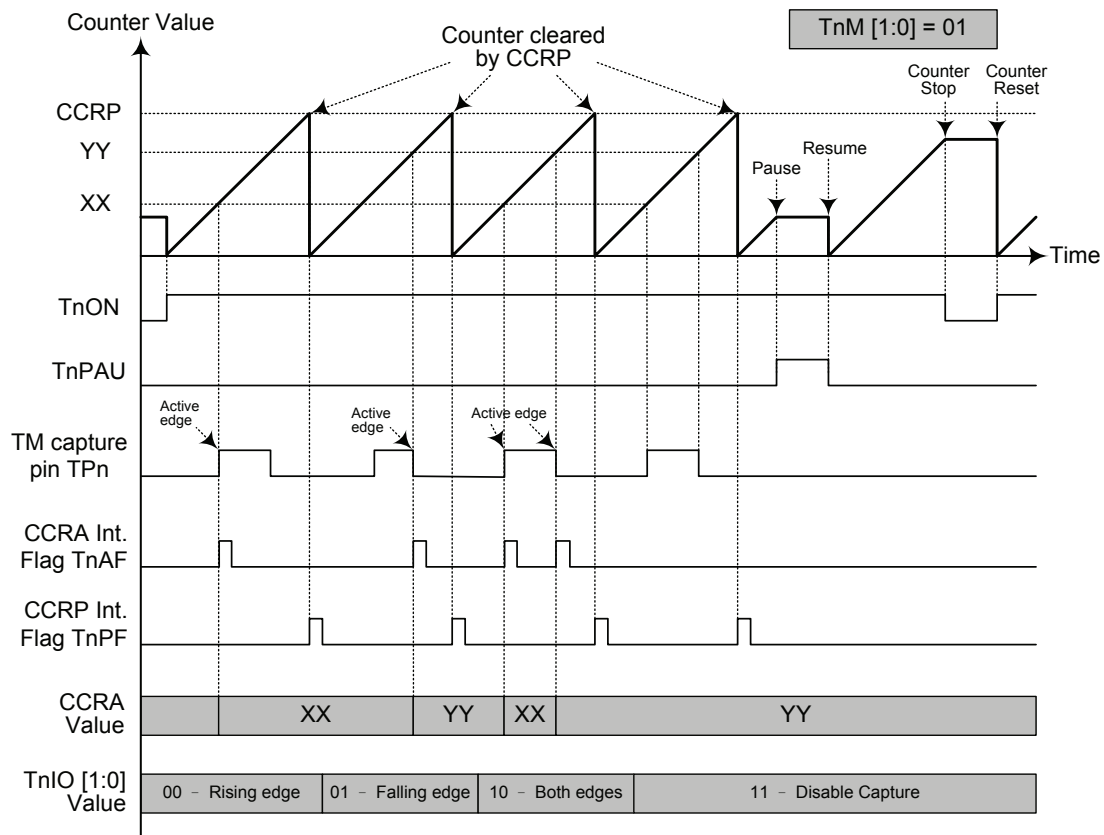 Counter Value
TnM [1:0] = 01
Counter cleared
by CCRP
Counter
Stop
Counter
Reset
CCRP
YY
XX
Pause
Resume
Time
TnON
TnPAU
Active
edge
Active
edge
Active edge
TM capture
pin TPn
CCRA Int.
Flag TnAF
CCRP Int.
Flag TnPF
CCRA
Value
XX
YY
XX
YY
TnIO [1:0]
Value
00 – Rising edge
01 – Falling edge
10 – Both edges
11 – Disable Capture